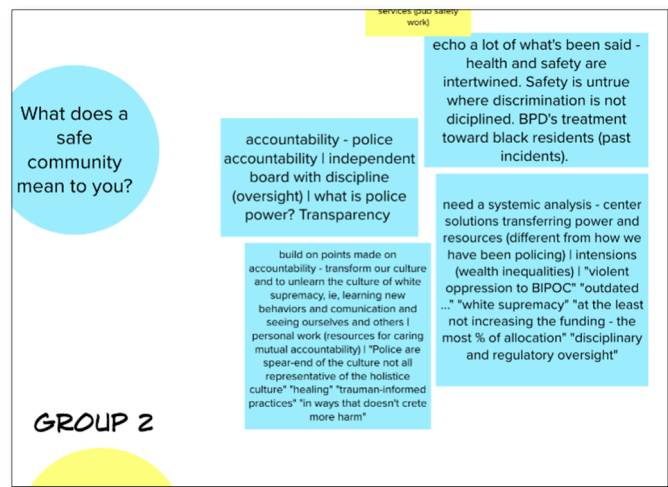 services (pub safety
work)
What does a
safe
community
mean to you?
echo a lot of what's been said -
health and safety are
intertwined. Safety is untrue
where discrimination is not
diciplined. BPD's treatment
toward black residents (past
incidents).
accountability - police
accountability | independent
board with discipline
(oversight) | what is police
power? Transparency
need a systemic analysis - center
solutions transferring power and
resources (different from how we
have been policing) | intensions
(wealth inequalities) | "violent
oppression to BIPOC" "outdated
..." "white supremacy" "at the least
not increasing the funding - the
most % of allocation" "disciplinary
and regulatory oversight"
build on points made on
accountability - transform our culture
and to unlearn the culture of white
supremacy, ie, learning new
behaviors and comunication and
seeing ourselves and others |
personal work (resources for caring
mutual accountability) | "Police are
spear-end of the culture not all
representative of the holistice
culture" "healing" "trauman-informed
practices" "in ways that doesn't crete
more harm"
GROUP 2